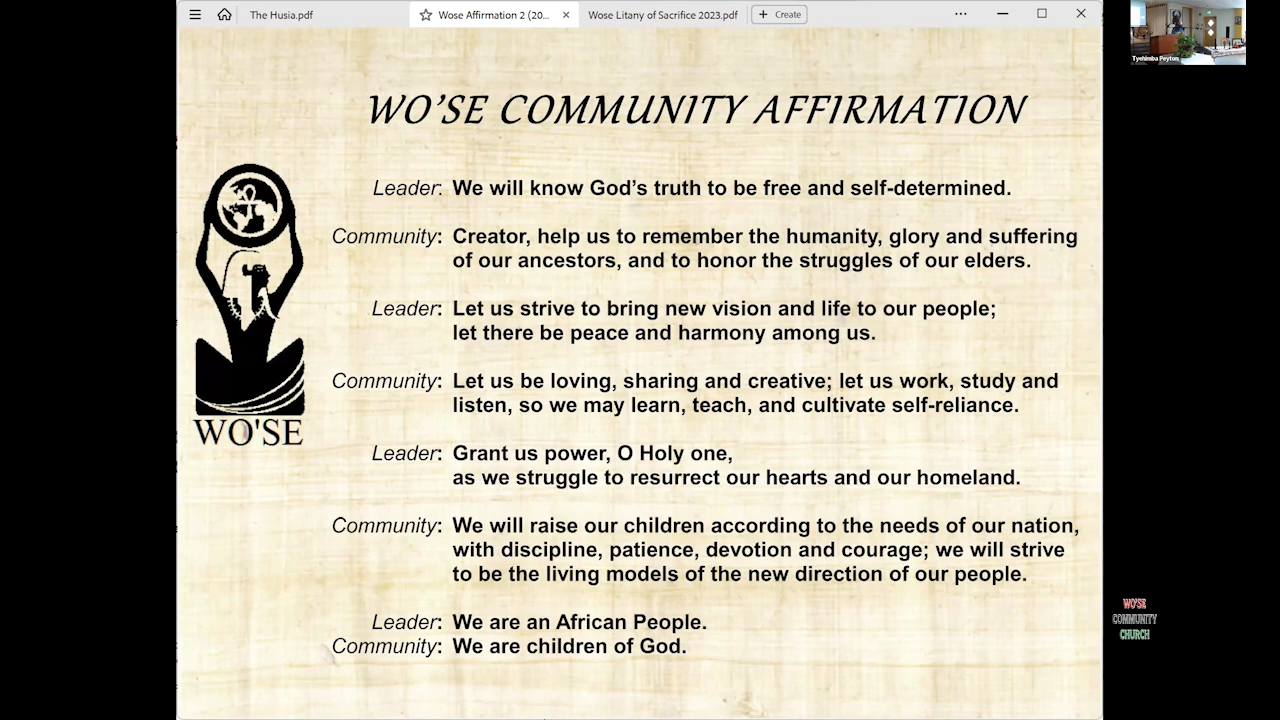 The Husia.pdf
Wose Affirmation 2 (20...
Wose Litany of Sacrifice 2023.pdf
+ Create
Tyehimba Peyton
WO'SE COMMUNITY AFFIRMATION
Leader: We will know God's truth to be free and self-determined.
Community: Creator, help us to remember the humanity, glory and suffering
of our ancestors, and to honor the struggles of our elders.
Leader: Let us strive to bring new vision and life to our people;
let there be peace and harmony among us.
Community: Let us be loving, sharing and creative; let us work, study and
listen, so we may learn, teach, and cultivate self-reliance.
Leader: Grant us power, O Holy one,
as we struggle to resurrect our hearts and our homeland.
Community: We will raise our children according to the needs of our nation,
with discipline, patience, devotion and courage; we will strive
to be the living models of the new direction of our people.
Leader: We are an African People.
Community: We are children of God.
WO'SE
WO'SE
COMMUNITY
CHURCH